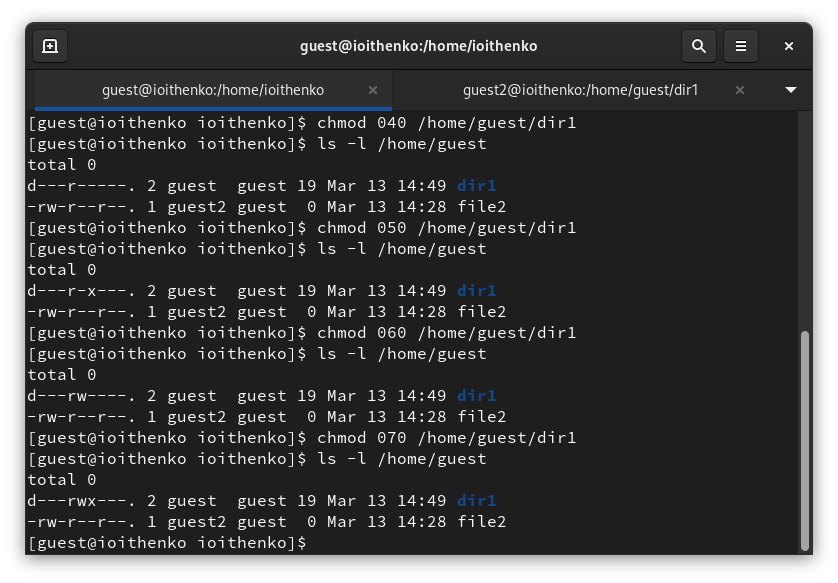 guest@ioithenko:/home/ioithenko
guest@ioithenko:/home/ioithenko
guest2@ioithenko:/home/guest/dir1
[guest@ioithenko ioithenko]$ chmod 040 /home/guest/dir1
[guest@ioithenko ioithenko]$ ls -l /home/guest
total 0
d---r-----. 2 guest  guest 19 Mar 13 14:49 dir1
-rw-r--r--. 1 guest2 guest  0 Mar 13 14:28 file2
[guest@ioithenko ioithenko]$ chmod 050 /home/guest/dir1
[guest@ioithenko ioithenko]$ ls -l /home/guest
total 0
d---r-x---. 2 guest  guest 19 Mar 13 14:49 dir1
-rw-r--r--. 1 guest2 guest  0 Mar 13 14:28 file2
[guest@ioithenko ioithenko]$ chmod 060 /home/guest/dir1
[guest@ioithenko ioithenko]$ ls -l /home/guest
total 0
d---rw----. 2 guest  guest 19 Mar 13 14:49 dir1
-rw-r--r--. 1 guest2 guest  0 Mar 13 14:28 file2
[guest@ioithenko ioithenko]$ chmod 070 /home/guest/dir1
[guest@ioithenko ioithenko]$ ls -l /home/guest
total 0
d---rwx---. 2 guest  guest 19 Mar 13 14:49 dir1
-rw-r--r--. 1 guest2 guest  0 Mar 13 14:28 file2
[guest@ioithenko ioithenko]$